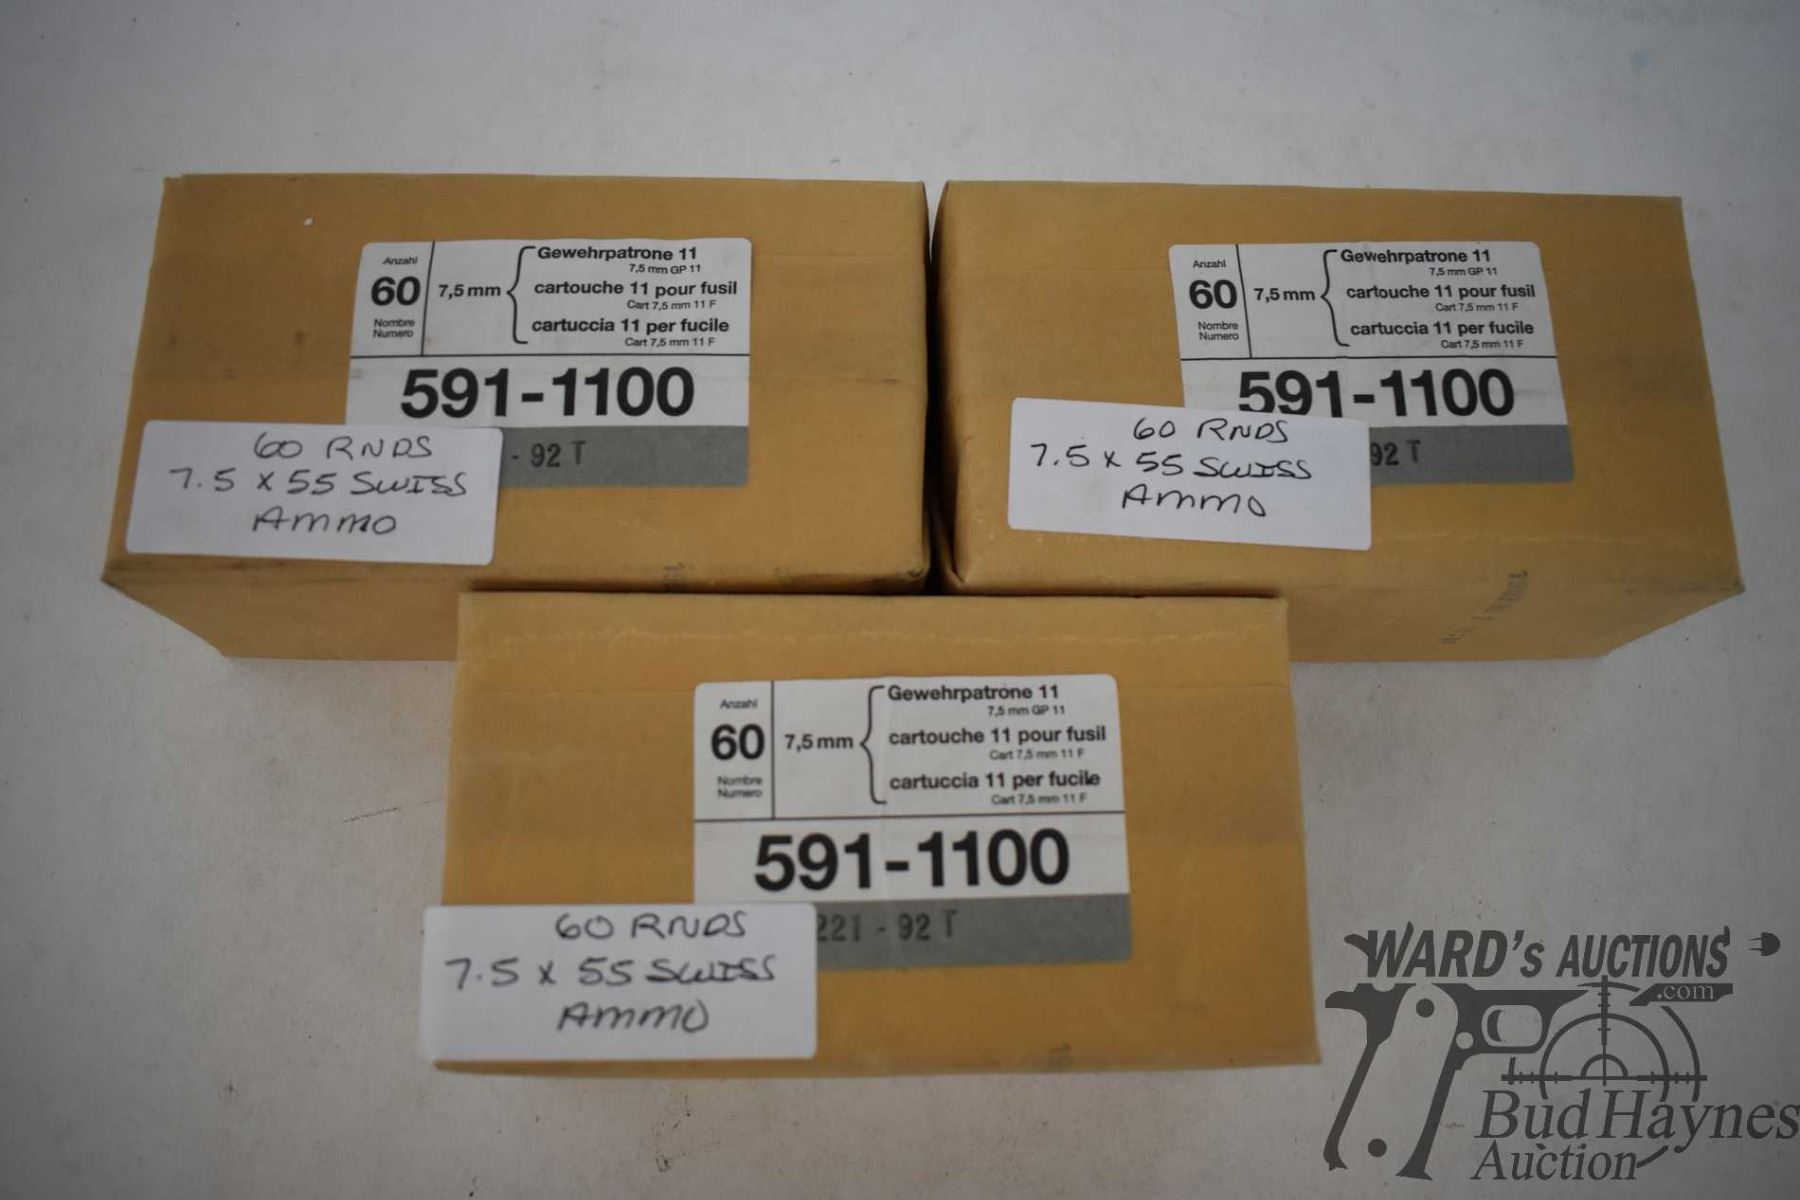 Anzahl
60
Nombre
Numero
7,5 mm
Gewehrpatrone 11
7,5 mm GP 11
cartouche 11 pour fusil
Cart 7,5 mm 11 F
cartuccia 11 per fucile
Cart 7,5 mm 11 F
591-1100
- 92 T
60 RNDS
7.5 x 55 SWISS
AMMO
Anzahl
60
Nombre
Numero
7,5 mm
Gewehrpatrone 11
7,5 mm GP 11
cartouche 11 pour fusil
Cart 7,5 mm 11 F
cartuccia 11 per fucile
Cart 7,5 mm 11 F
591-1100
92 T
60 RNDS
7.5 x 55 SWISS
AMMO
Anzahl
60
Nombre
Numero
7,5 mm
Gewehrpatrone 11
7,5 mm GP 11
cartouche 11 pour fusil
Cart 7,5 mm 11 F
cartuccia 11 per fucile
Cart 7,5 mm 11 F
591-1100
221 - 92 T
60 RNDS
7.5 x 55 SWISS
AMMO
WARD's AUCTIONS
.com
Bud Haynes
Auction